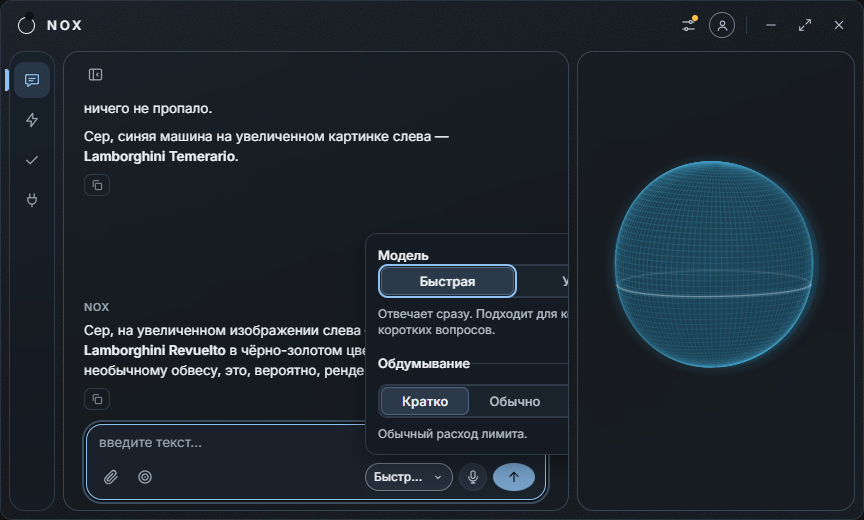 NOX
ничего не пропало.
Сер, синяя машина на увеличенном картинке слева —
Lamborghini Temerario.
NOX
Сер, на увеличенном изображении слева
Lamborghini Revuelto в чёрно-золотом
необычному обвесу, это, вероятно,
Модель
Быстрая
Отвечает сразу. Подходит для
коротких вопросов.
Обдумывание
Кратко Обычно
Обычный расход лимита.
введите текст...
Быстр...